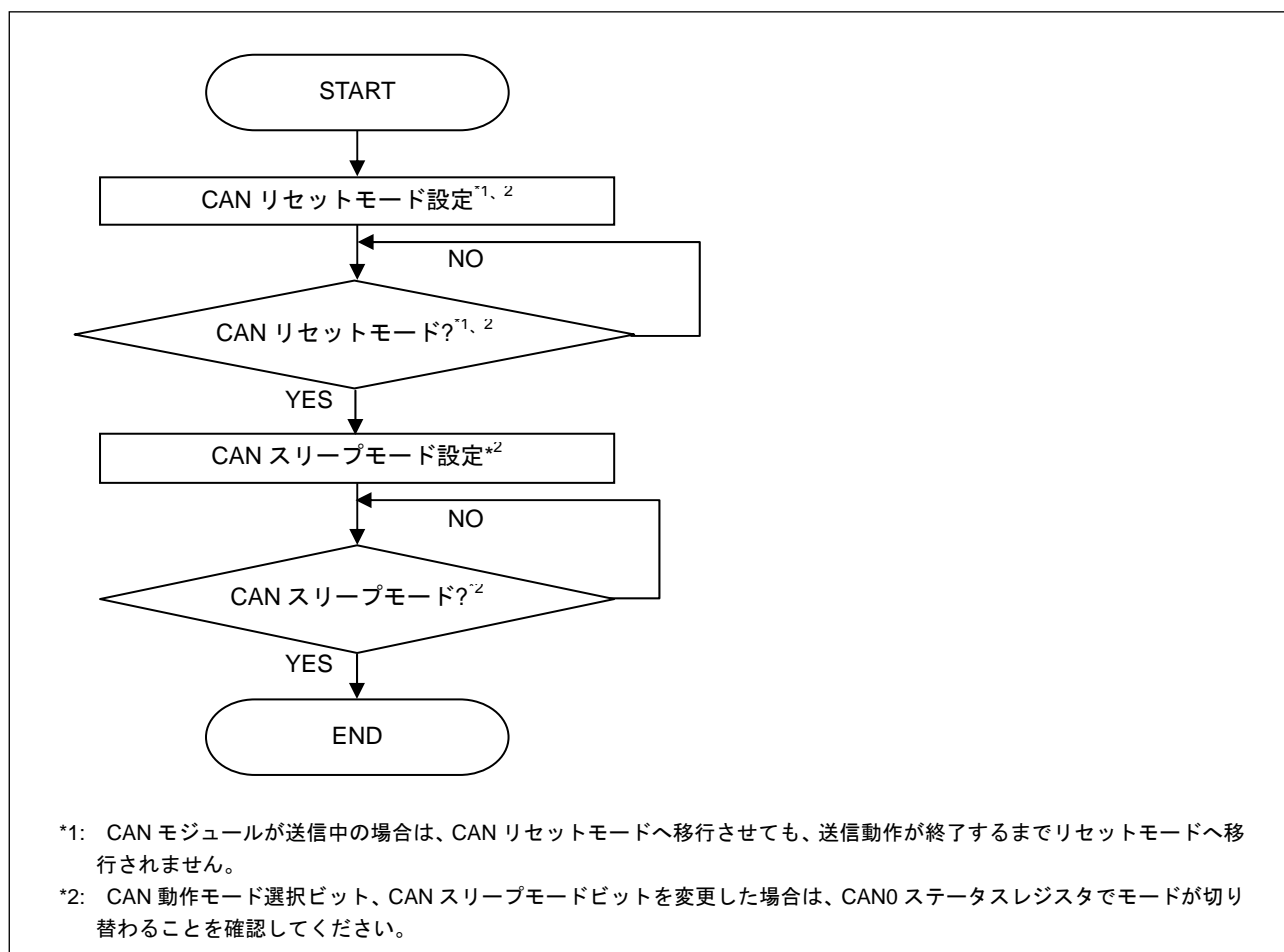 START
CAN リセットモード設定*1、2
NO
CAN リセットモード?*1、2
YES
CAN スリープモード設定*2
NO
CAN スリープモード?*2
YES
END
*1: CAN モジュールが送信中の場合は、CAN リセットモードへ移行させても、送信動作が終了するまでリセットモードへ移
行されません。
*2: CAN 動作モード選択ビット、CAN スリープモードビットを変更した場合は、CAN0 ステータスレジスタでモードが切り
替わることを確認してください。